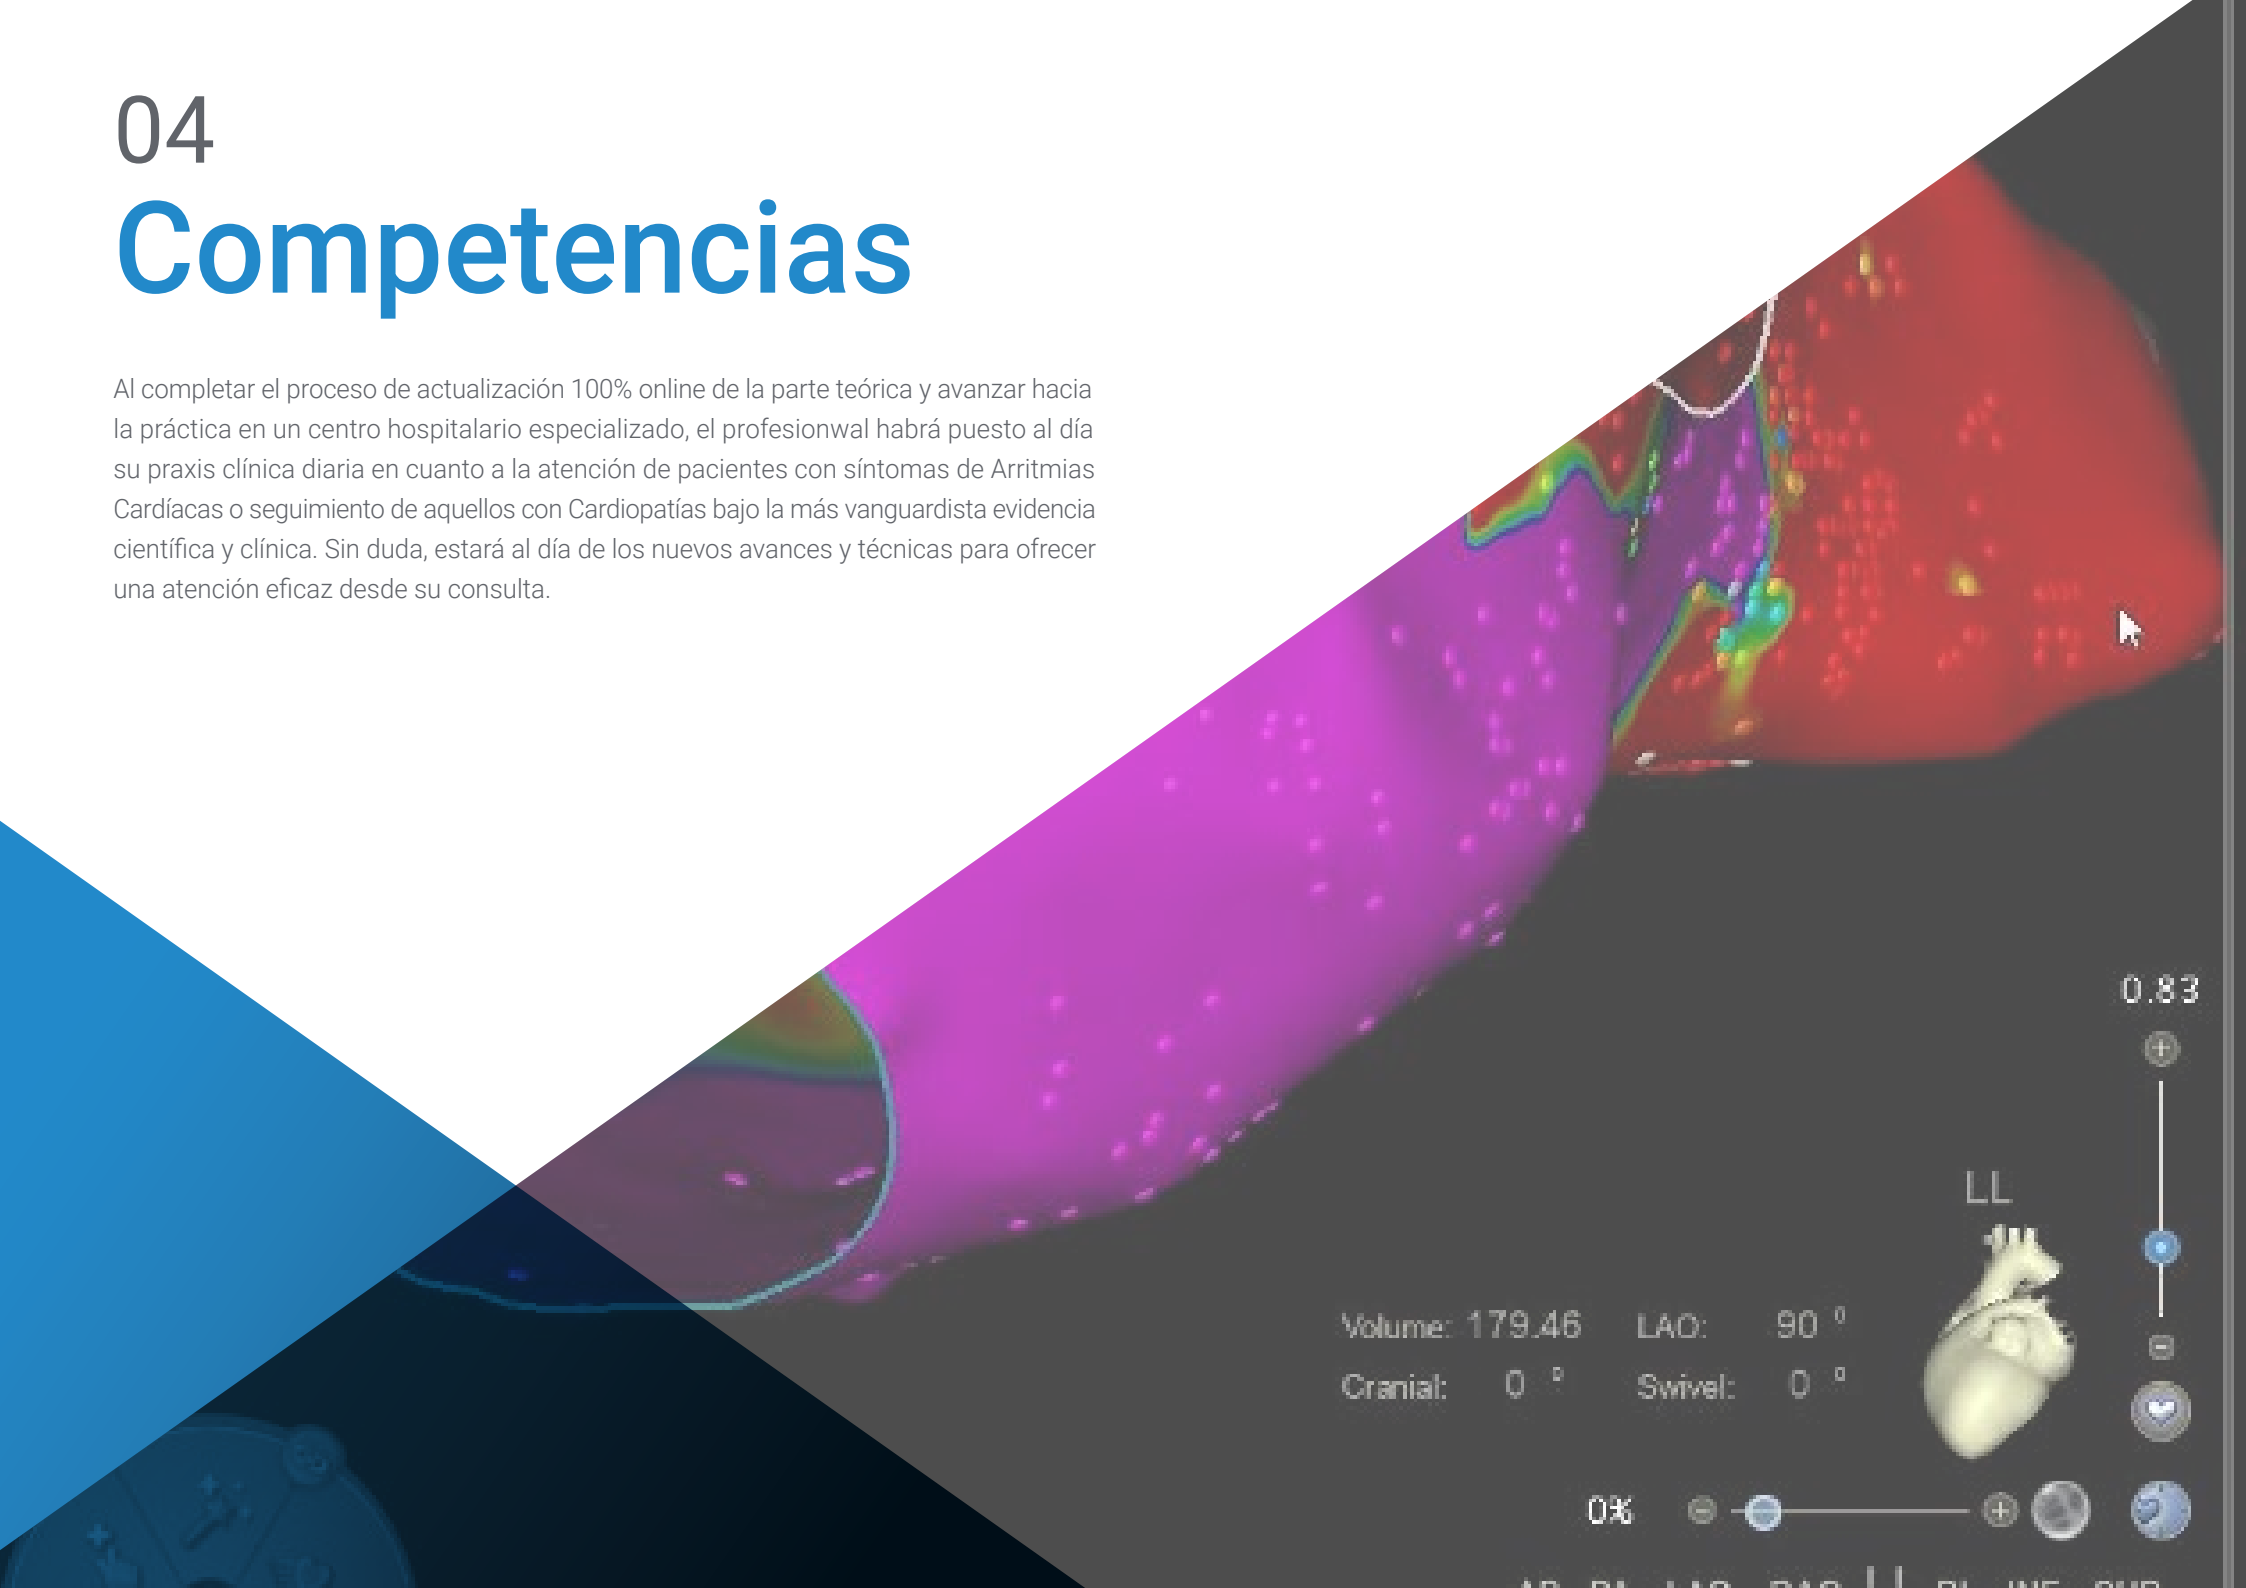 04
Competencias
Al completar el proceso de actualización 100% online de la parte teórica y avanzar hacia
la práctica en un centro hospitalario especializado, el profesionwal habrá puesto al día
su praxis clínica diaria en cuanto a la atención de pacientes con síntomas de Arritmias
Cardíacas o seguimiento de aquellos con Cardiopatías bajo la más vanguardista evidencia
científica y clínica. Sin duda, estará al día de los nuevos avances y técnicas para ofrecer
una atención eficaz desde su consulta.
0.83
LL
Volume: 179.46 LAO: 90 °
Cranial: 0 ° Swivel: 0 °
0%